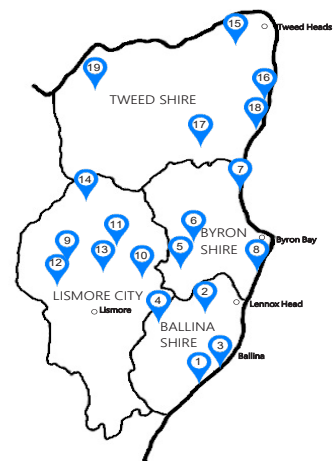 15
Tweed Heads
19
16
TWEED SHIRE
18
17
7
14
11
6
BYRON
SHIRE
Byron Bay
9
13
5
8
12
10
LISMORE CITY
2
4
Lennox Head
Lismore
BALLINA
SHIRE
3
Ballina
1